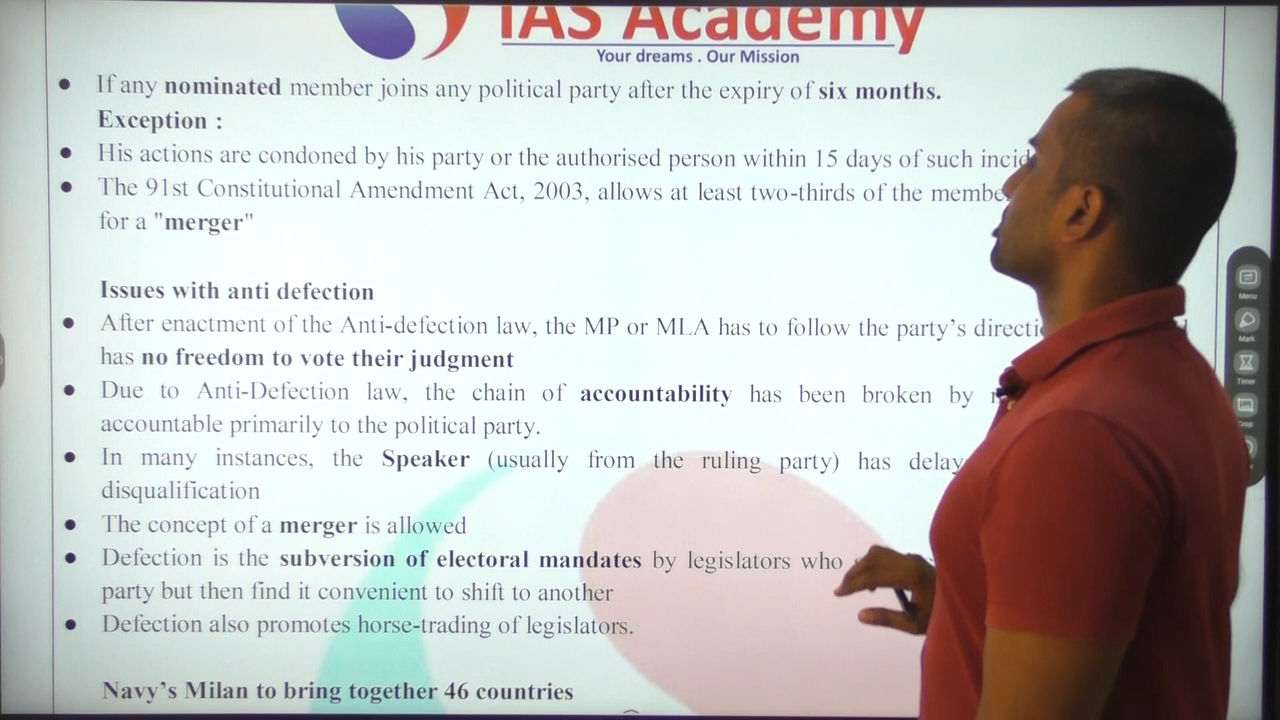 IAS Academy
Your dreams . Our Mission
● If any nominated member joins any political party after the expiry of six months.
Exception :
● His actions are condoned by his party or the authorised person within 15 days of such
● The 91st Constitutional Amendment Act, 2003, allows at least two-thirds of the
for a "merger"
Issues with anti defection
● After enactment of the Anti-defection law, the MP or MLA has to follow the party's
has no freedom to vote their judgment
● Due to Anti-Defection law, the chain of accountability has been broken by
accountable primarily to the political party.
● In many instances, the Speaker (usually from the ruling party) has
disqualification
● The concept of a merger is allowed
● Defection is the subversion of electoral mandates by legislators who
party but then find it convenient to shift to another
● Defection also promotes horse-trading of legislators.
Navy's Milan to bring together 46 countries
Menu
Mark
Timer